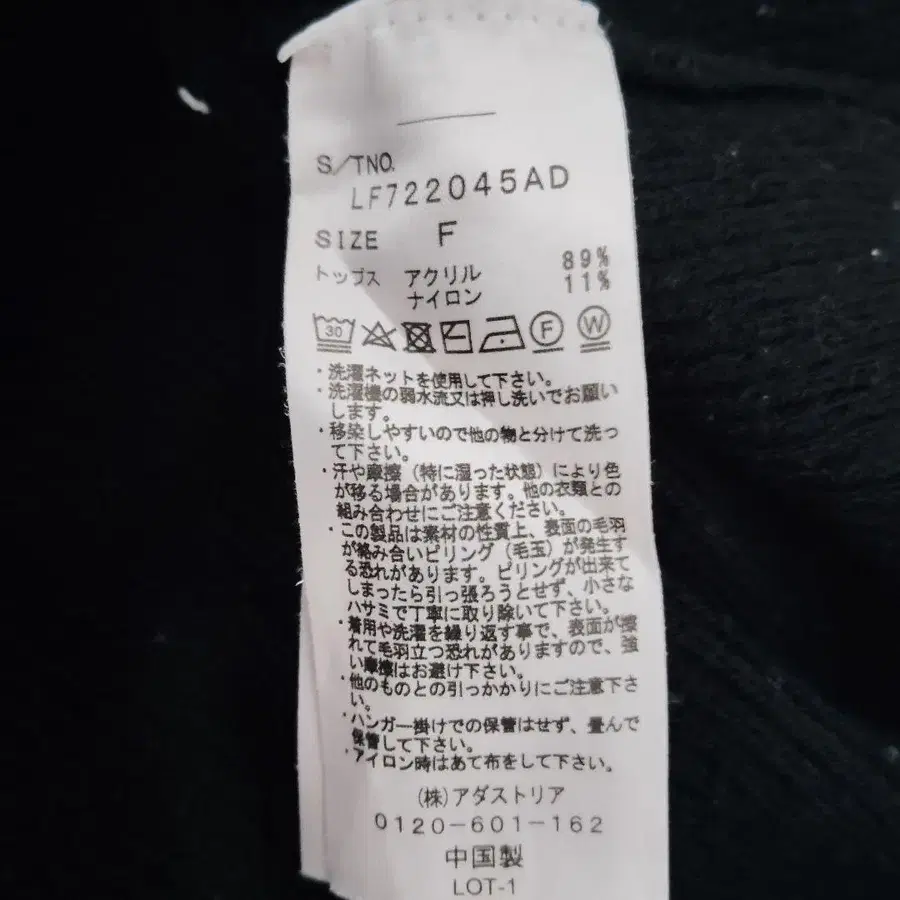 S/TNO.
LF722045AD
SIZE F
トップス アクリル 89%
ナイロン 11%
30 F W
・洗濯ネットを使用して下さい。
・洗濯機の弱水流又は押し洗いでお願い
します。
・移染しやすいので他の物と分けて洗っ
て下さい。
・汗や摩擦（特に湿った状態）により色
が移る場合があります。他の衣類との
組み合わせにご注意ください。
・この製品は素材の性質上、表面の毛羽
が絡み合いピリング（毛玉）が発生す
る恐れがあります。ピリングが出来て
しまったら引っ張ろうとせず、小さな
ハサミで丁寧に取り除いて下さい。
・着用や洗濯を繰り返す事で、表面が擦
れて毛羽立つ恐れがありますので、強
い摩擦はお避け下さい。
・他のものとの引っかかりにご注意下さ
い。
・ハンガー掛けでの保管はせず、畳んで
保管して下さい。
・アイロン時はあて布をして下さい。
(株)アダストリア
0120-601-162
中国製
LOT-1